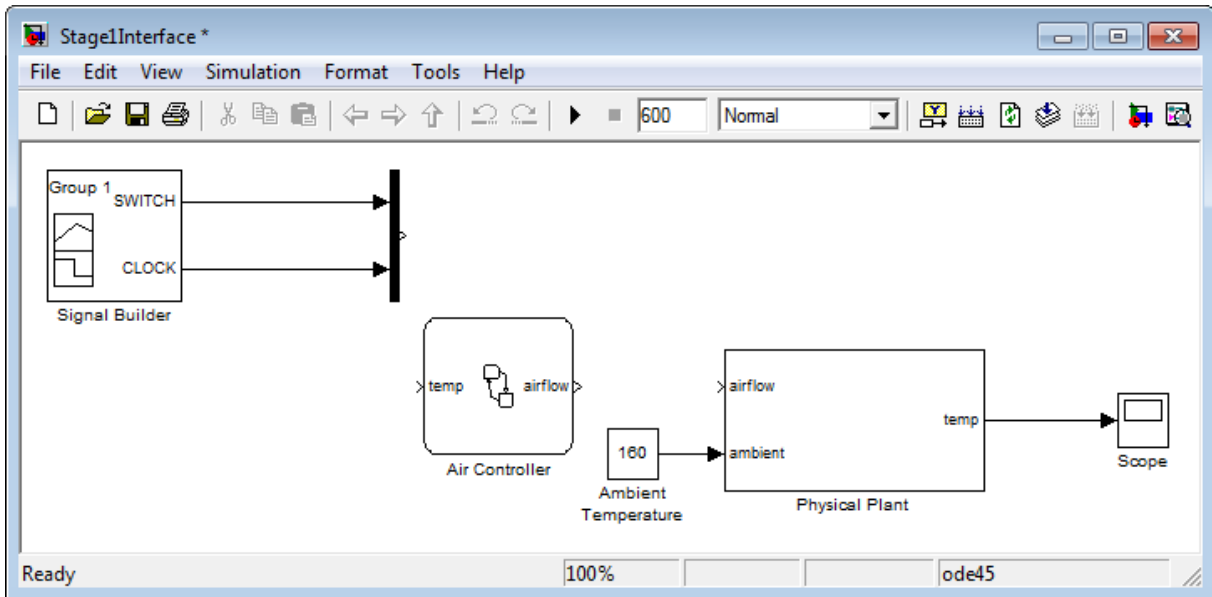 Stage1Interface *
File Edit View Simulation Format Tools Help
600 Normal
Group 1
SWITCH
CLOCK
Signal Builder
temp airflow
Air Controller
160
Ambient
Temperature
airflow
temp
ambient
Physical Plant
Scope
Ready 100% ode45